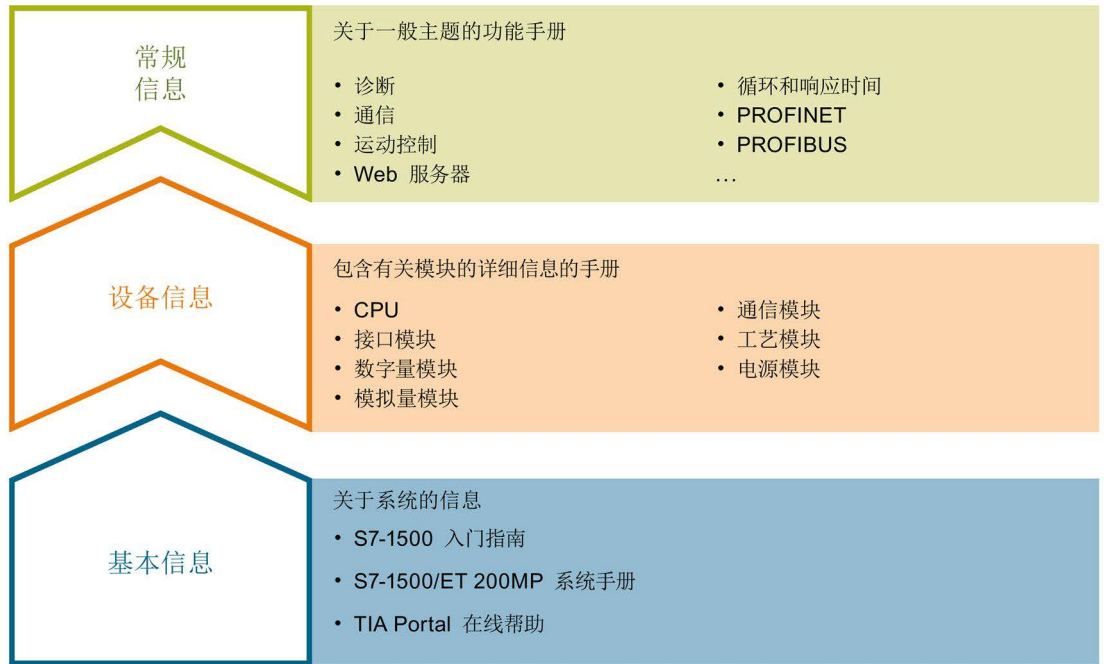 常规
信息
关于一般主题的功能手册
• 诊断
• 通信
• 运动控制
• Web 服务器
• 循环和响应时间
• PROFINET
• PROFIBUS
…
设备信息
包含有关模块的详细信息的手册
• CPU
• 接口模块
• 数字量模块
• 模拟量模块
• 通信模块
• 工艺模块
• 电源模块
基本信息
关于系统的信息
• S7-1500 入门指南
• S7-1500/ET 200MP 系统手册
• TIA Portal 在线帮助